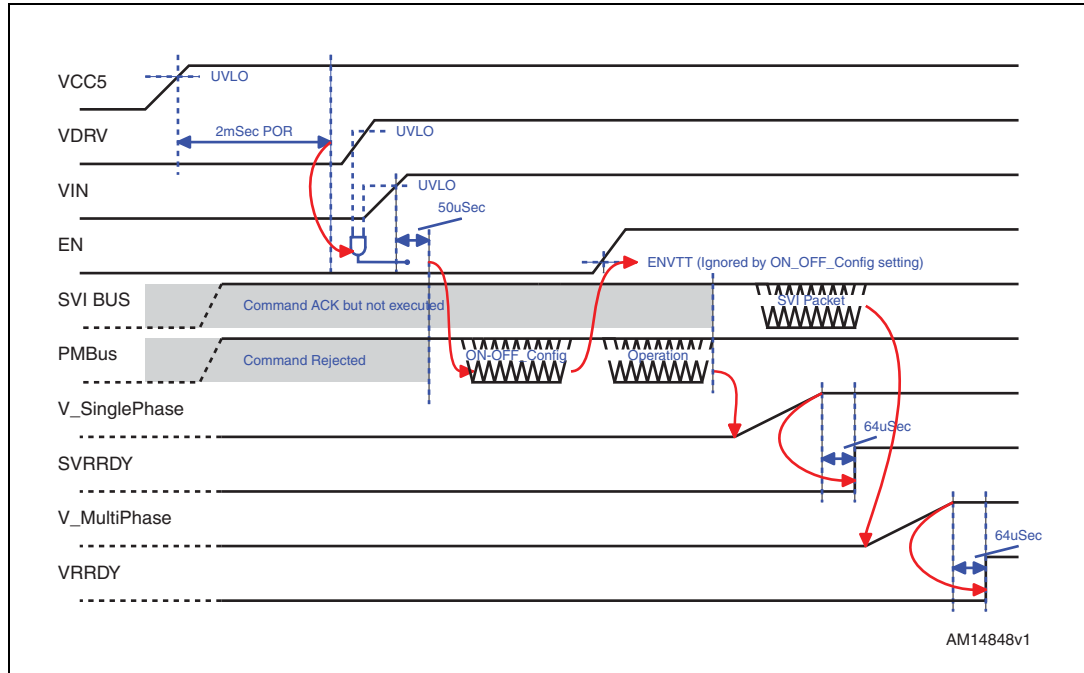 VCC5
UVLO
2mSec POR
VDRV
UVLO
VIN
UVLO
50uSec
EN
ENVTT (Ignored by ON_OFF_Config setting)
SVI BUS
Command ACK but not executed
SVI Packet
PMBus
Command Rejected
ON-OFF_Config
Operation
V_SinglePhase
64uSec
SVRRDY
V_MultiPhase
64uSec
VRRDY
AM14848v1